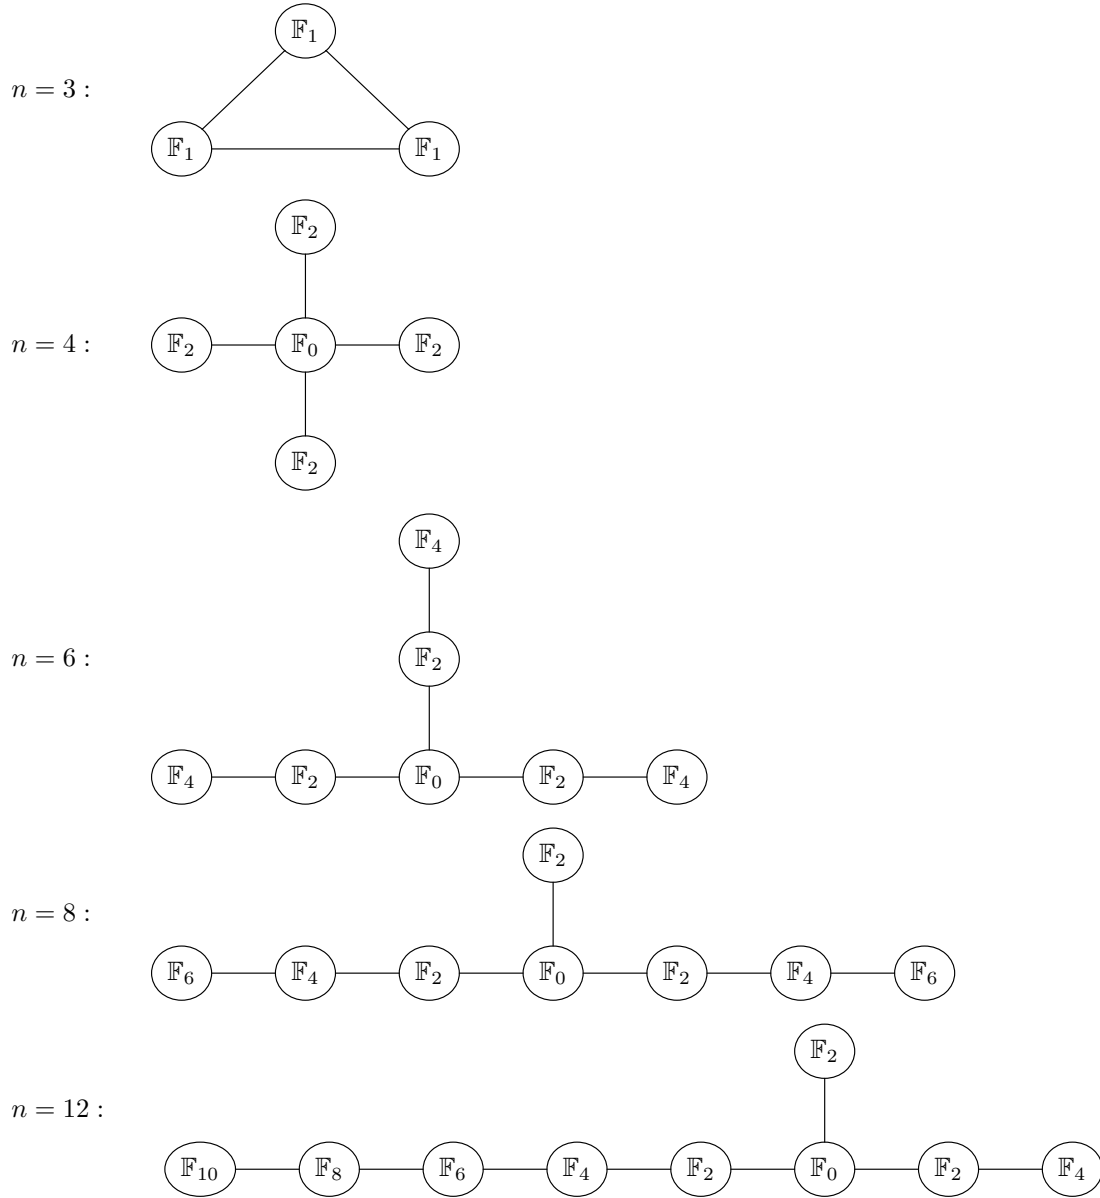 𝔽₁
n = 3 :
𝔽₁ 𝔽₁
𝔽₂
n = 4 : 𝔽₂ 𝔽₀ 𝔽₂
𝔽₂
𝔽₄
n = 6 : 𝔽₂
𝔽₄ 𝔽₂ 𝔽₀ 𝔽₂ 𝔽₄
𝔽₂
n = 8 :
𝔽₆ 𝔽₄ 𝔽₂ 𝔽₀ 𝔽₂ 𝔽₄ 𝔽₆
𝔽₂
n = 12 :
𝔽₁₀ 𝔽₈ 𝔽₆ 𝔽₄ 𝔽₂ 𝔽₀ 𝔽₂ 𝔽₄